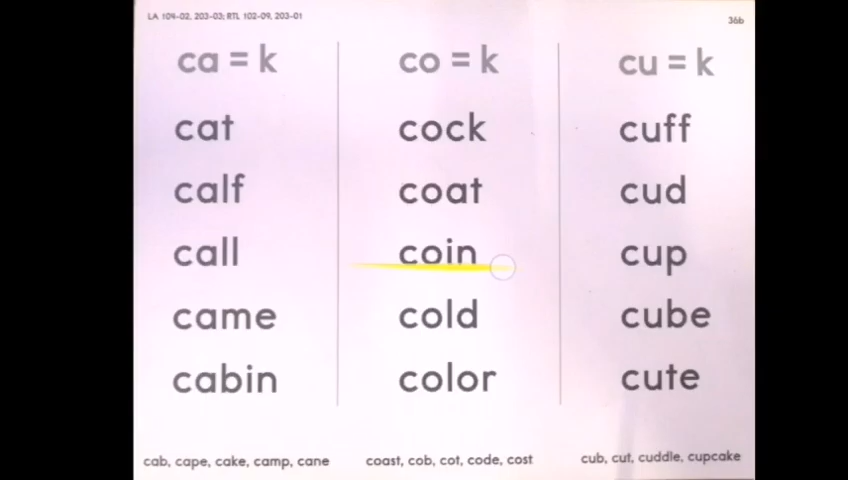 LA 104-02, 203-03; RTL 102-09, 203-01
36b
ca = k
cat
calf
call
came
cabin
cab, cape, cake, camp, cane
co = k
cock
coat
coin
cold
color
coast, cob, cot, code, cost
cu = k
cuff
cud
cup
cube
cute
cub, cut, cuddle, cupcake